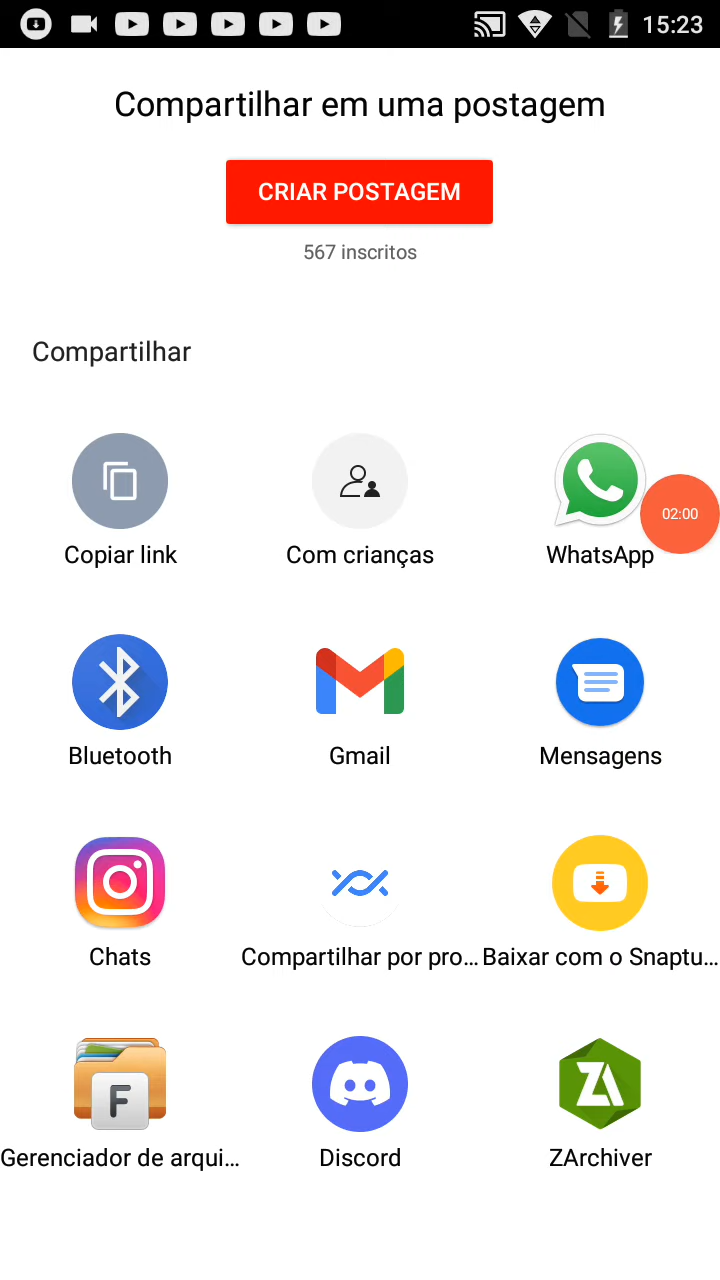 15:23
Compartilhar em uma postagem
CRIAR POSTAGEM
567 inscritos
Compartilhar
Copiar link
Com crianças
WhatsApp
02:00
Bluetooth
Gmail
Mensagens
Chats
Compartilhar por pro...
Baixar com o Snaptu...
F
Gerenciador de arqui...
Discord
ZA
ZArchiver